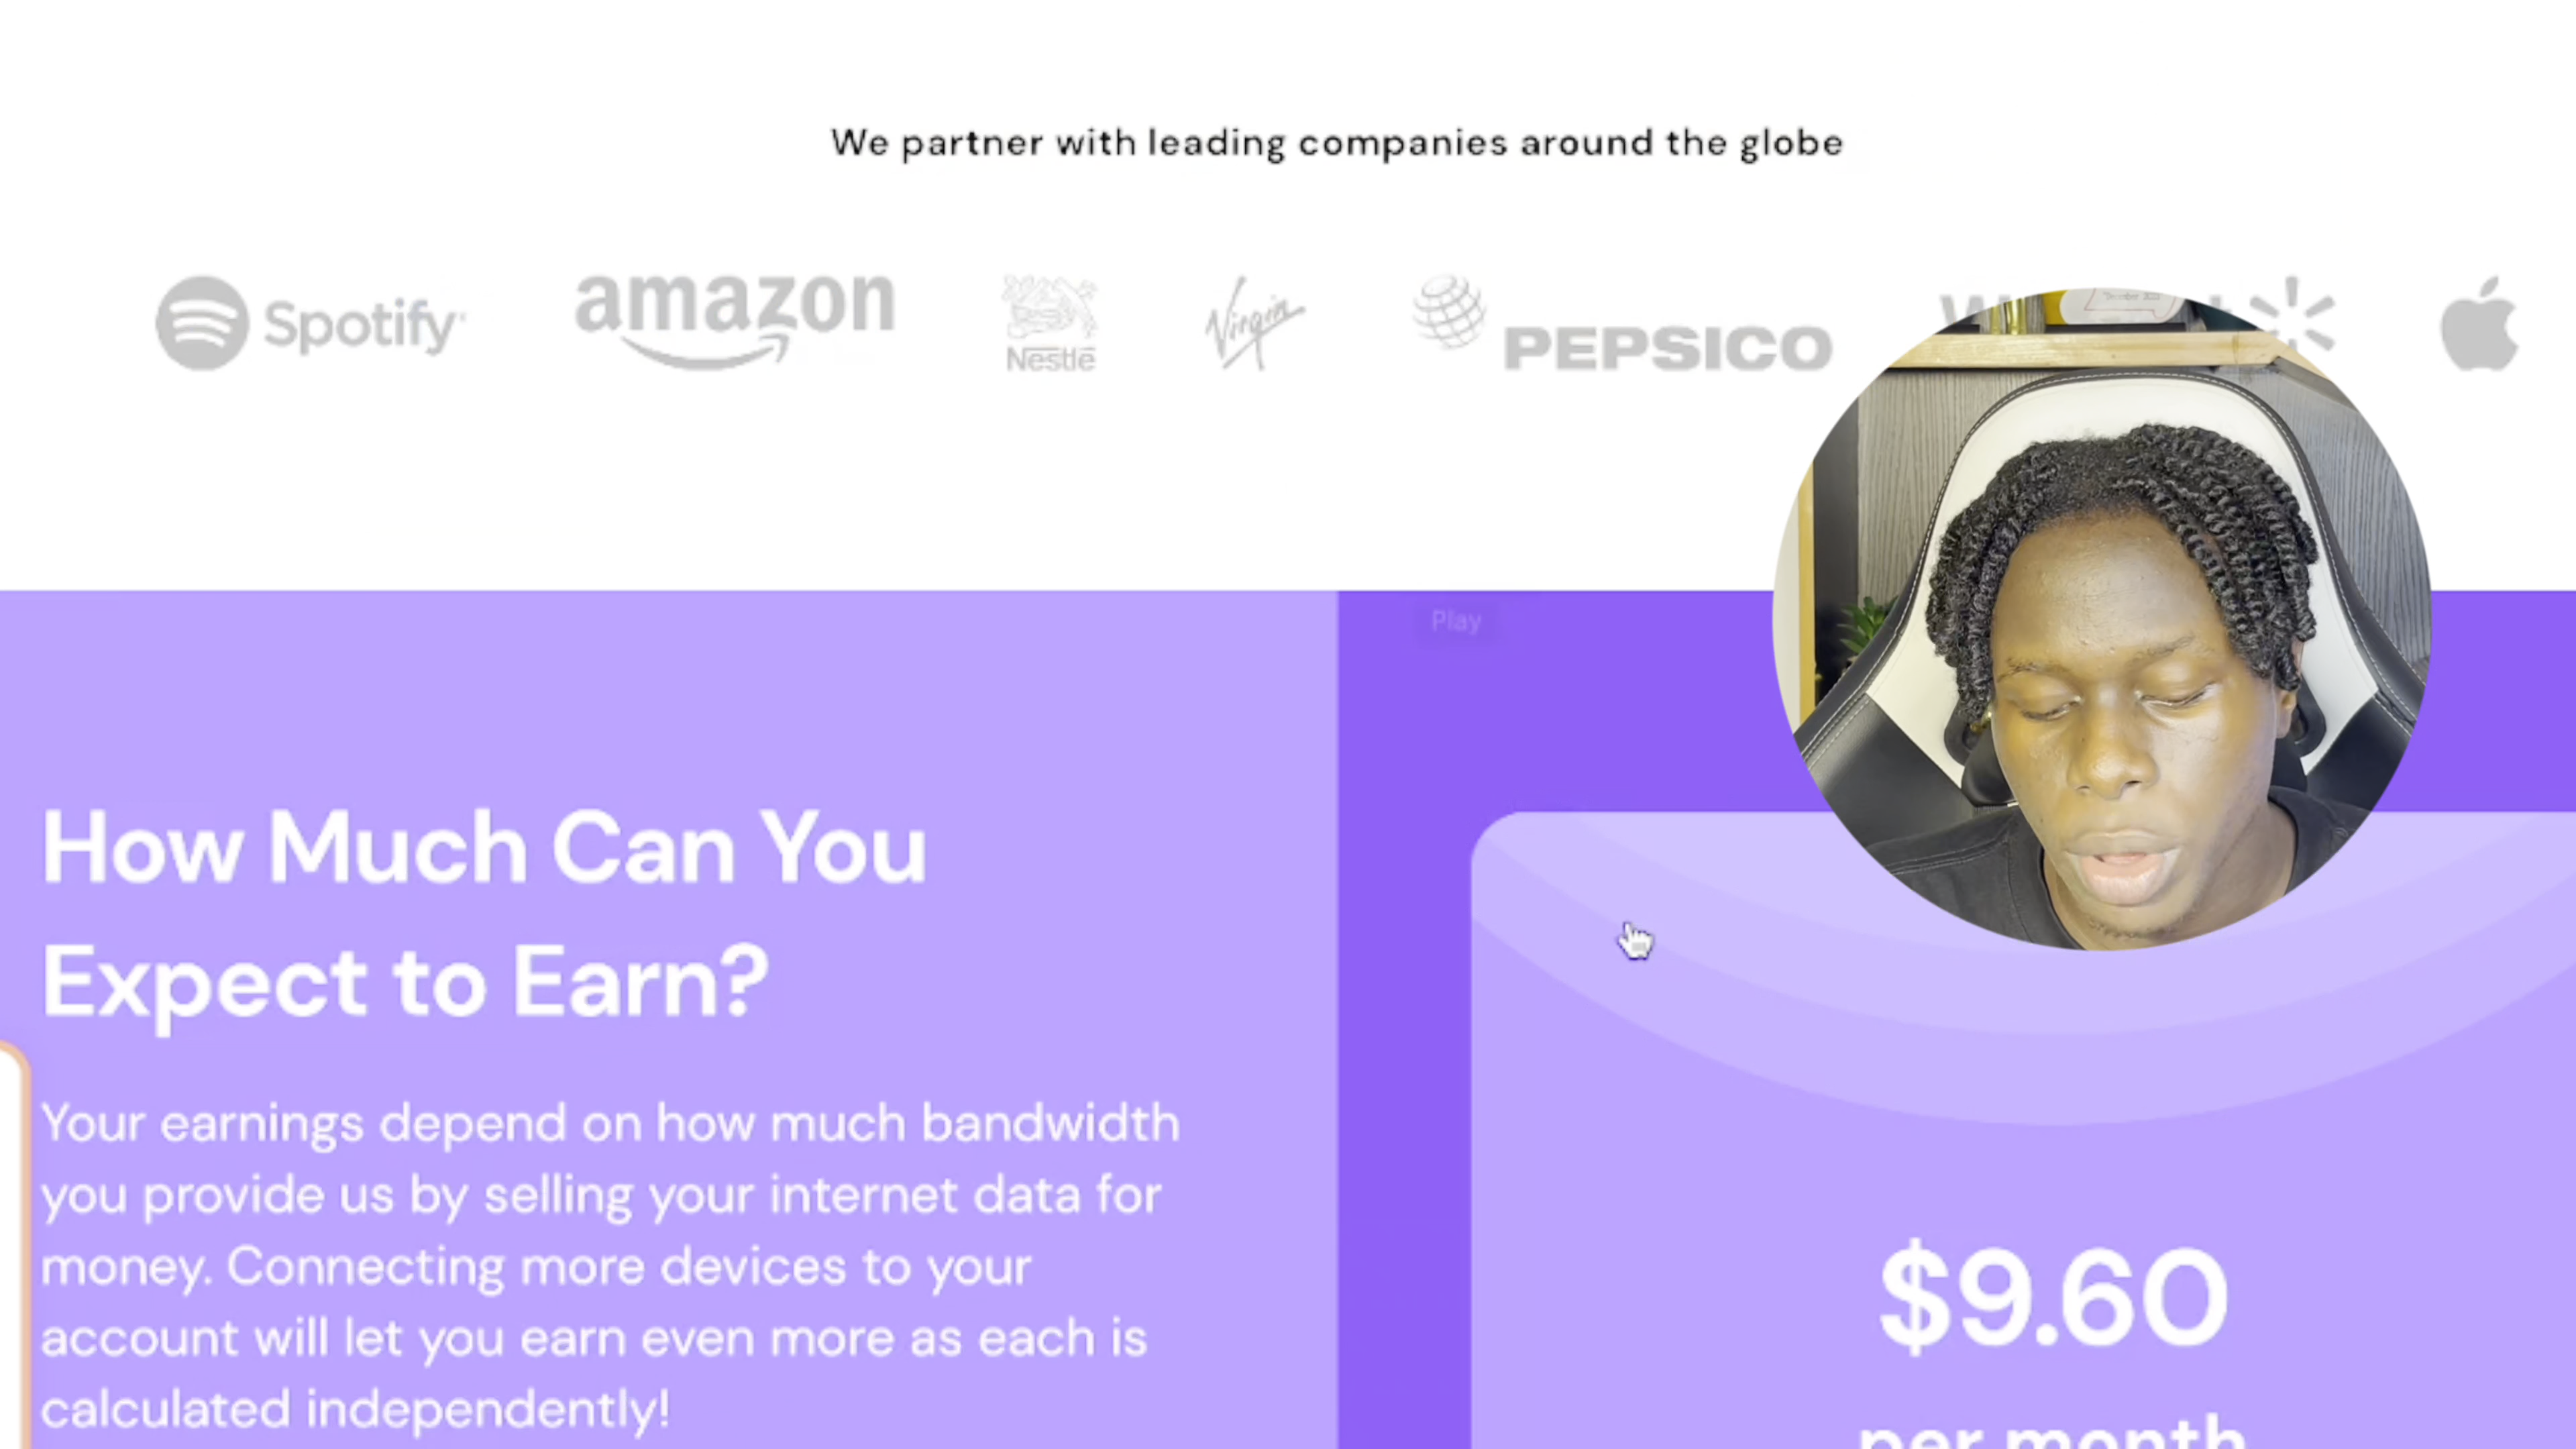 We partner with leading companies around the globe
Spotify
amazon
Nestlé
Virgin
PEPSICO
Play
How Much Can You
Expect to Earn?
Your earnings depend on how much bandwidth
you provide us by selling your internet data for
money. Connecting more devices to your
account will let you earn even more as each is
calculated independently!
$9.60
per month